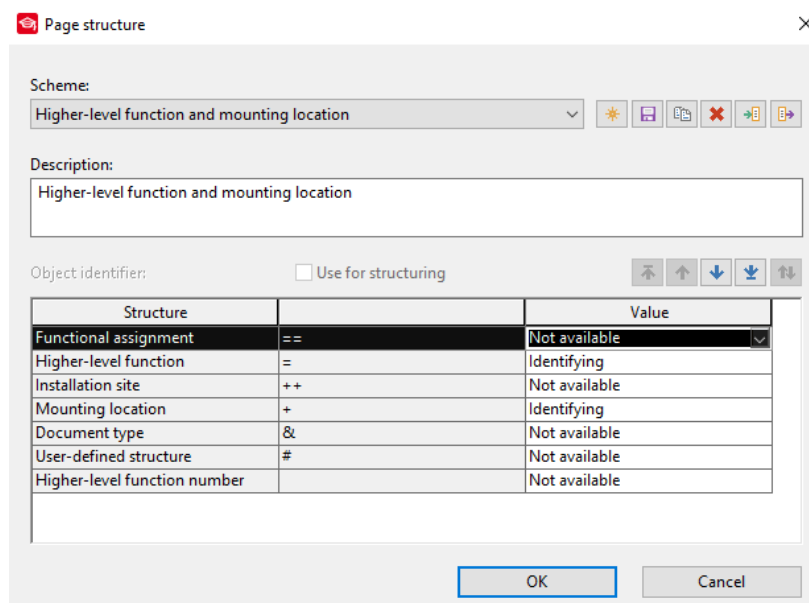 Page structure
Scheme:
Higher-level function and mounting location
Description:
Higher-level function and mounting location
Object identifier: Use for structuring
Structure Value
Functional assignment == Not available
Higher-level function = Identifying
Installation site ++ Not available
Mounting location + Identifying
Document type & Not available
User-defined structure # Not available
Higher-level function number Not available
OK Cancel